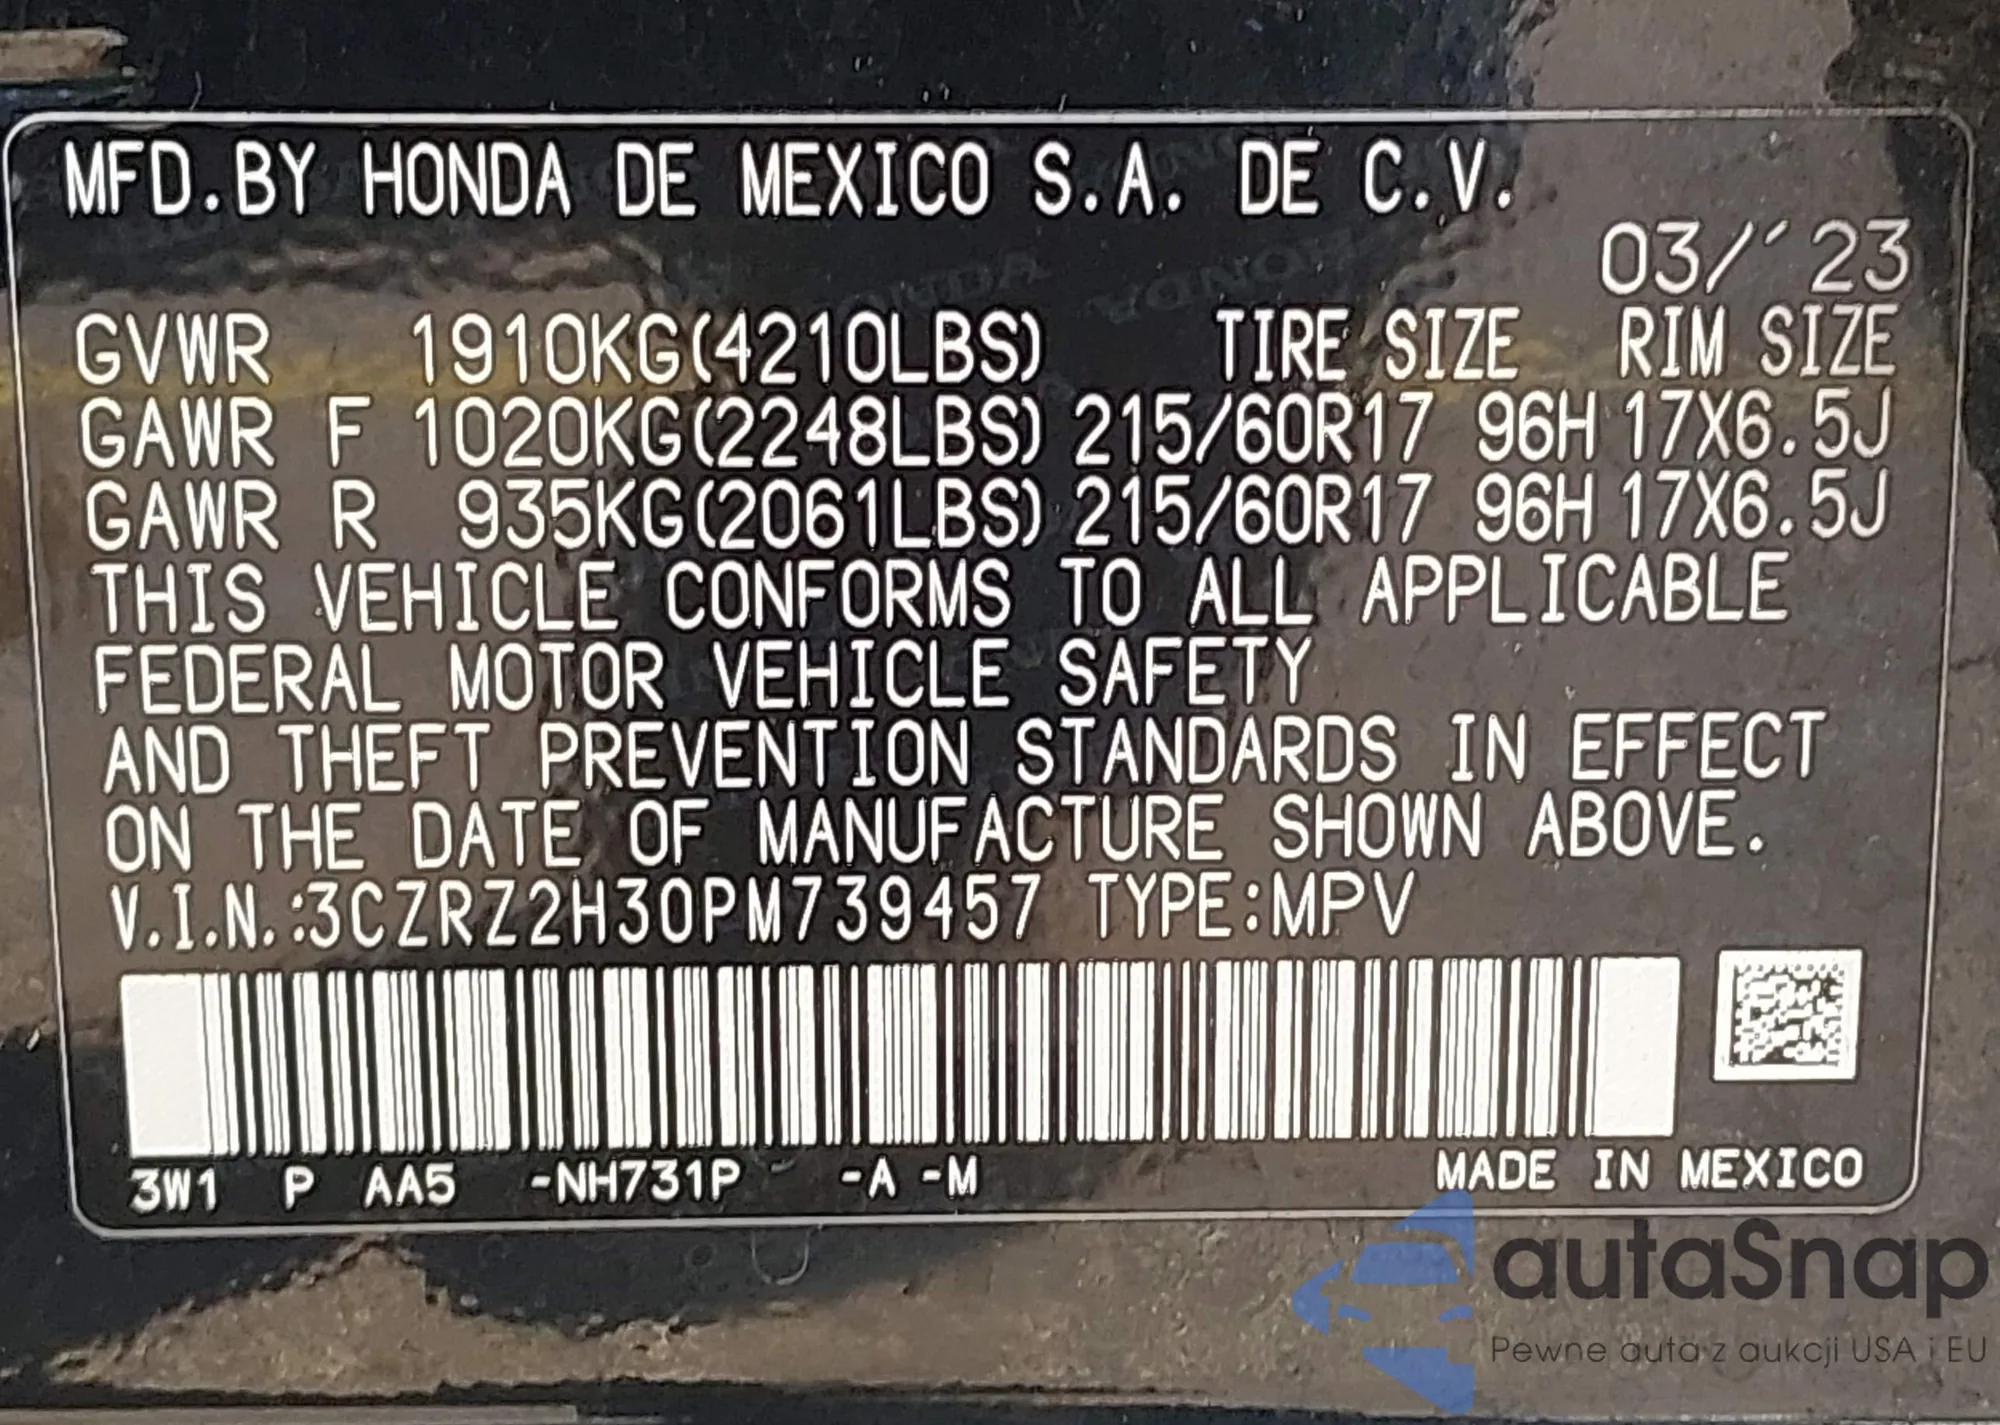 MFD.BY HONDA DE MEXICO S.A. DE C.V.
03/'23
GVWR 1910KG(4210LBS) TIRE SIZE RIM SIZE
GAWR F 1020KG(2248LBS) 215/60R17 96H 17X6.5J
GAWR R 935KG(2061LBS) 215/60R17 96H 17X6.5J
THIS VEHICLE CONFORMS TO ALL APPLICABLE
FEDERAL MOTOR VEHICLE SAFETY
AND THEFT PREVENTION STANDARDS IN EFFECT
ON THE DATE OF MANUFACTURE SHOWN ABOVE.
V.I.N.:3CZRZ2H30PM739457 TYPE:MPV
3W1 P AA5 -NH731P -A -M MADE IN MEXICO
autaSnap
Pewne auta z aukcji USA i EU